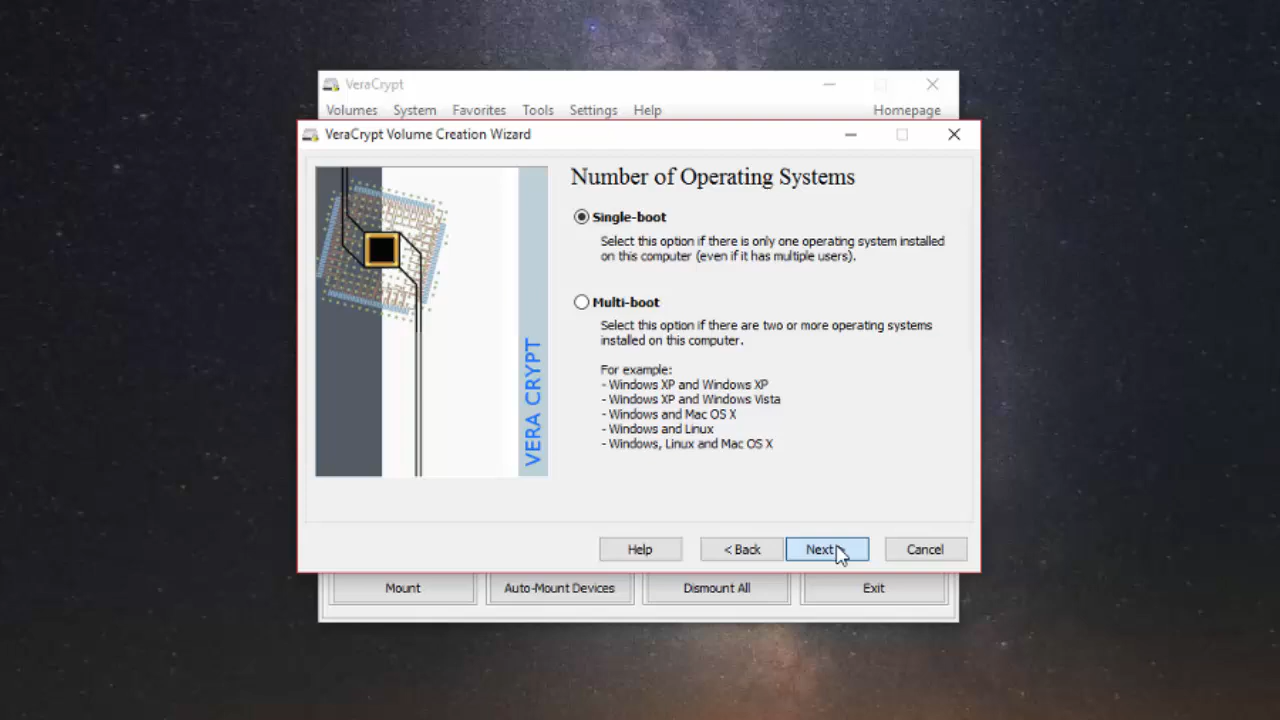 VeraCrypt
Volumes System Favorites Tools Settings Help Homepage
VeraCrypt Volume Creation Wizard
VERA CRYPT
Number of Operating Systems
Single-boot
Select this option if there is only one operating system installed
on this computer (even if it has multiple users).
Multi-boot
Select this option if there are two or more operating systems
installed on this computer.
For example:
- Windows XP and Windows XP
- Windows XP and Windows Vista
- Windows and Mac OS X
- Windows and Linux
- Windows, Linux and Mac OS X
Help < Back Next Cancel
Mount Auto-Mount Devices Dismount All Exit